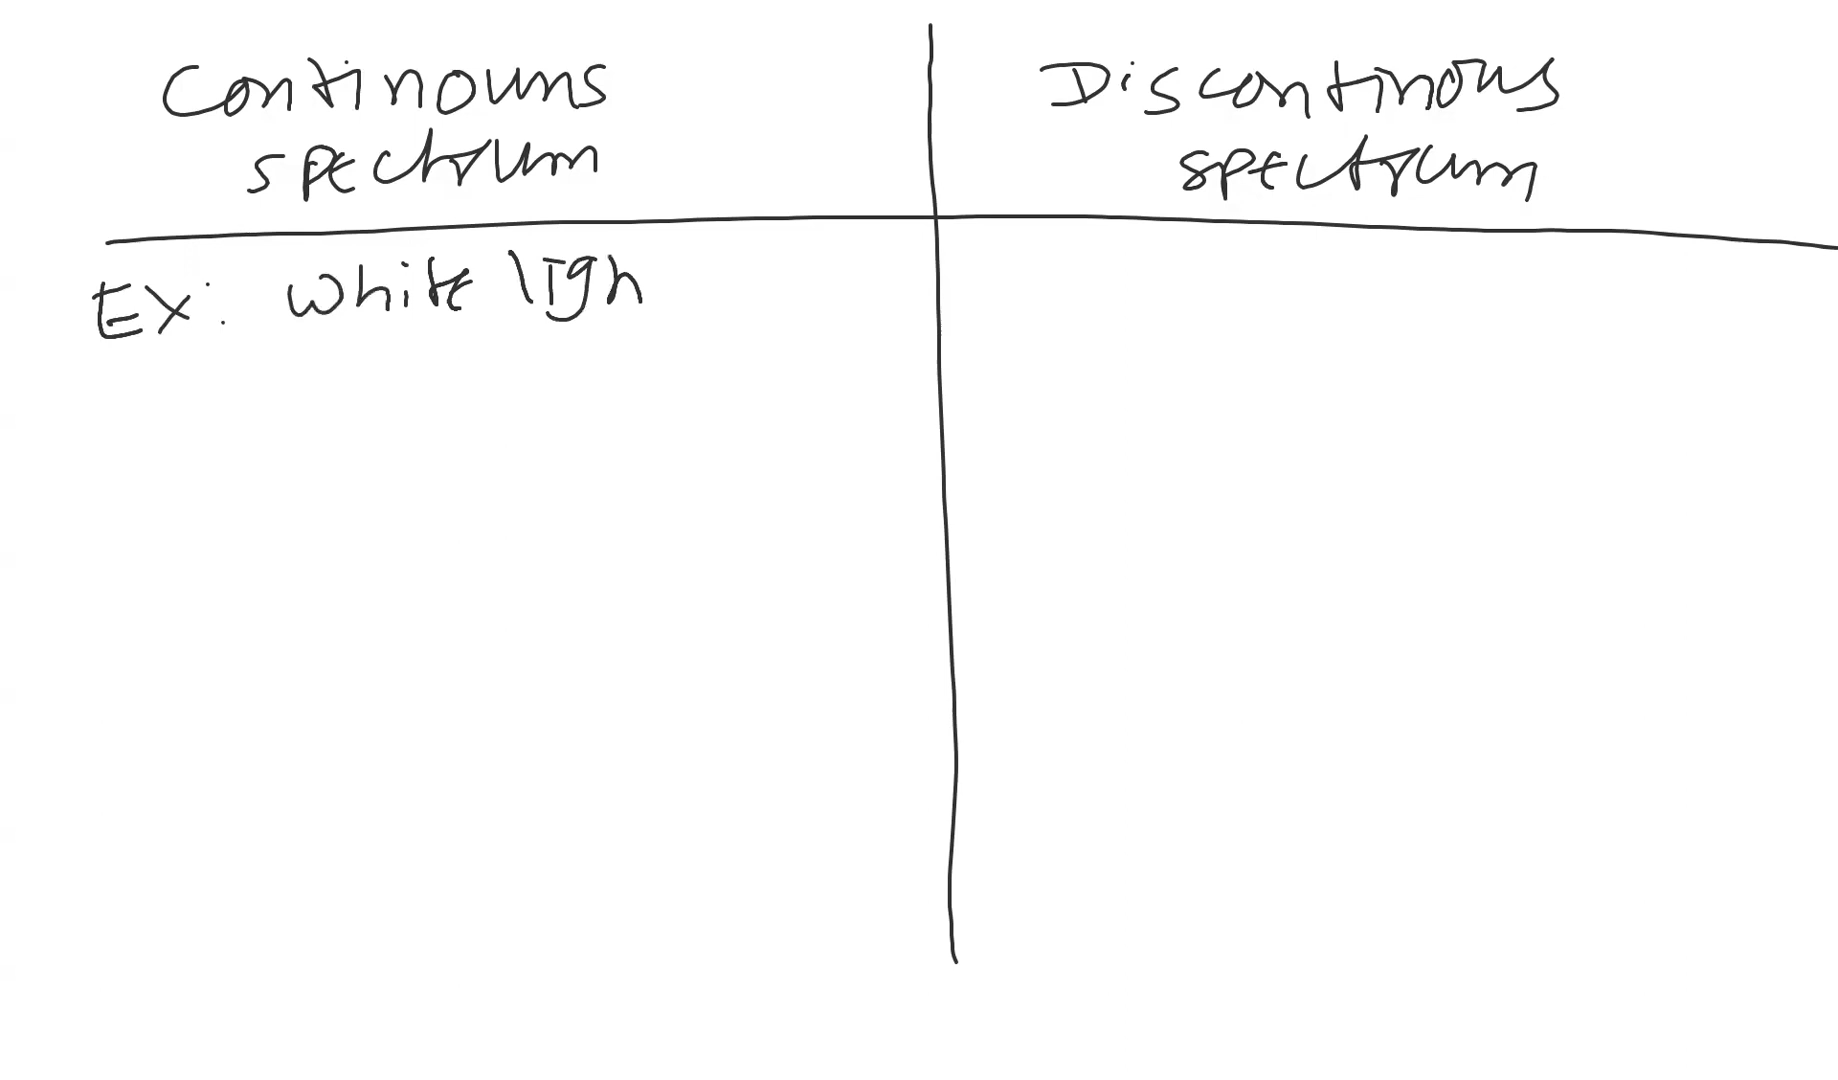 Continouns
spectrum
Discontinous
spectrum
Ex: white ligh